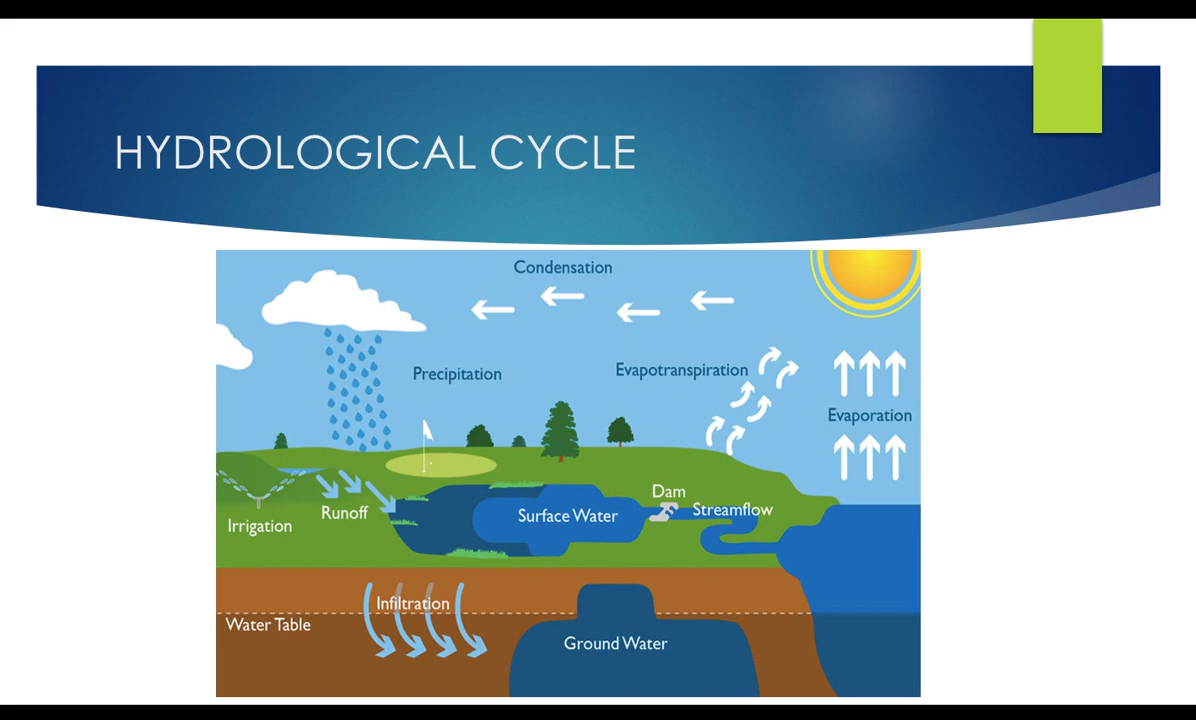 HYDROLOGICAL CYCLE
Condensation
Precipitation
Evapotranspiration
Evaporation
Dam
Streamflow
Surface Water
Runoff
Irrigation
Infiltration
Water Table
Ground Water